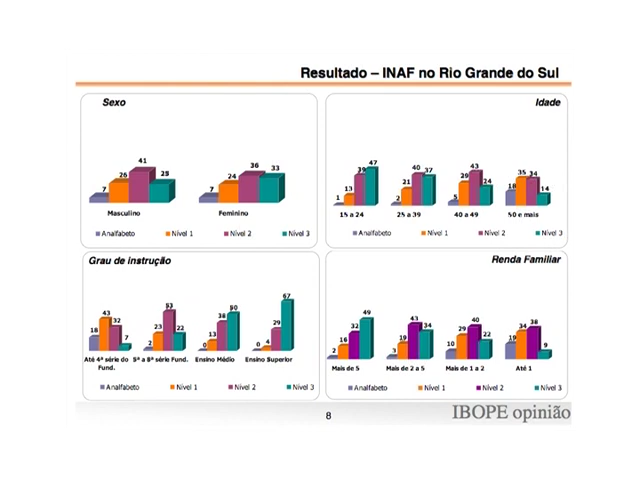 Resultado – INAF no Rio Grande do Sul
Sexo
7 26 41 25
7 24 36 33
Masculino Feminino
Analfabeto Nível 1 Nível 2 Nível 3
Idade
1 13 39 47
2 21 40 37
5 29 43 24
18 35 34 14
15 a 24 25 a 39 40 a 49 50 e mais
Analfabeto Nível 1 Nível 2 Nível 3
Grau de instrução
18 43 32 7
2 23 53 22
0 13 38 50
0 4 29 67
Até 4ª série do Fund. 5ª a 8ª série Fund. Ensino Médio Ensino Superior
Analfabeto Nível 1 Nível 2 Nível 3
Renda Familiar
2 16 32 49
3 19 43 34
10 29 40 22
19 34 38 9
Mais de 5 Mais de 2 a 5 Mais de 1 a 2 Até 1
Analfabeto Nível 1 Nível 2 Nível 3
8
IBOPE opinião